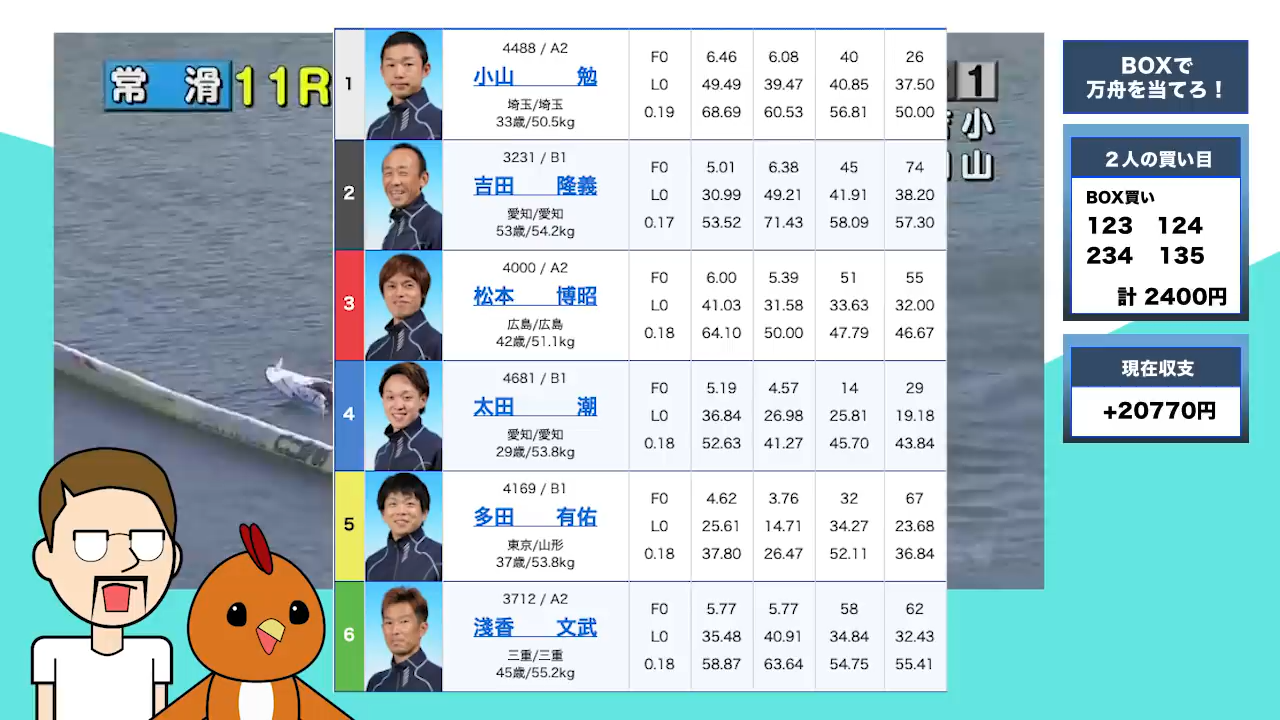 常 滑 11R
1
4488 / A2
小山 勉
埼玉/埼玉
33歳/50.5kg
F0 6.46 6.08 40 26
L0 49.49 39.47 40.85 37.50
0.19 68.69 60.53 56.81 50.00
2
3231 / B1
吉田 隆義
愛知/愛知
53歳/54.2kg
F0 5.01 6.38 45 74
L0 30.99 49.21 41.91 38.20
0.17 53.52 71.43 58.09 57.30
3
4000 / A2
松本 博昭
広島/広島
42歳/51.1kg
F0 6.00 5.39 51 55
L0 41.03 31.58 33.63 32.00
0.18 64.10 50.00 47.79 46.67
4
4681 / B1
太田 潮
愛知/愛知
29歳/53.8kg
F0 5.19 4.57 14 29
L0 36.84 26.98 25.81 19.18
0.18 52.63 41.27 45.70 43.84
5
4169 / B1
多田 有佑
東京/山形
37歳/53.8kg
F0 4.62 3.76 32 67
L0 25.61 14.71 34.27 23.68
0.18 37.80 26.47 52.11 36.84
6
3712 / A2
淺香 文武
三重/三重
45歳/55.2kg
F0 5.77 5.77 58 62
L0 35.48 40.91 34.84 32.43
0.18 58.87 63.64 54.75 55.41
1
小
山
BOXで
万舟を当てろ！
２人の買い目
BOX買い
123 124
234 135
計 2400円
現在収支
+20770円